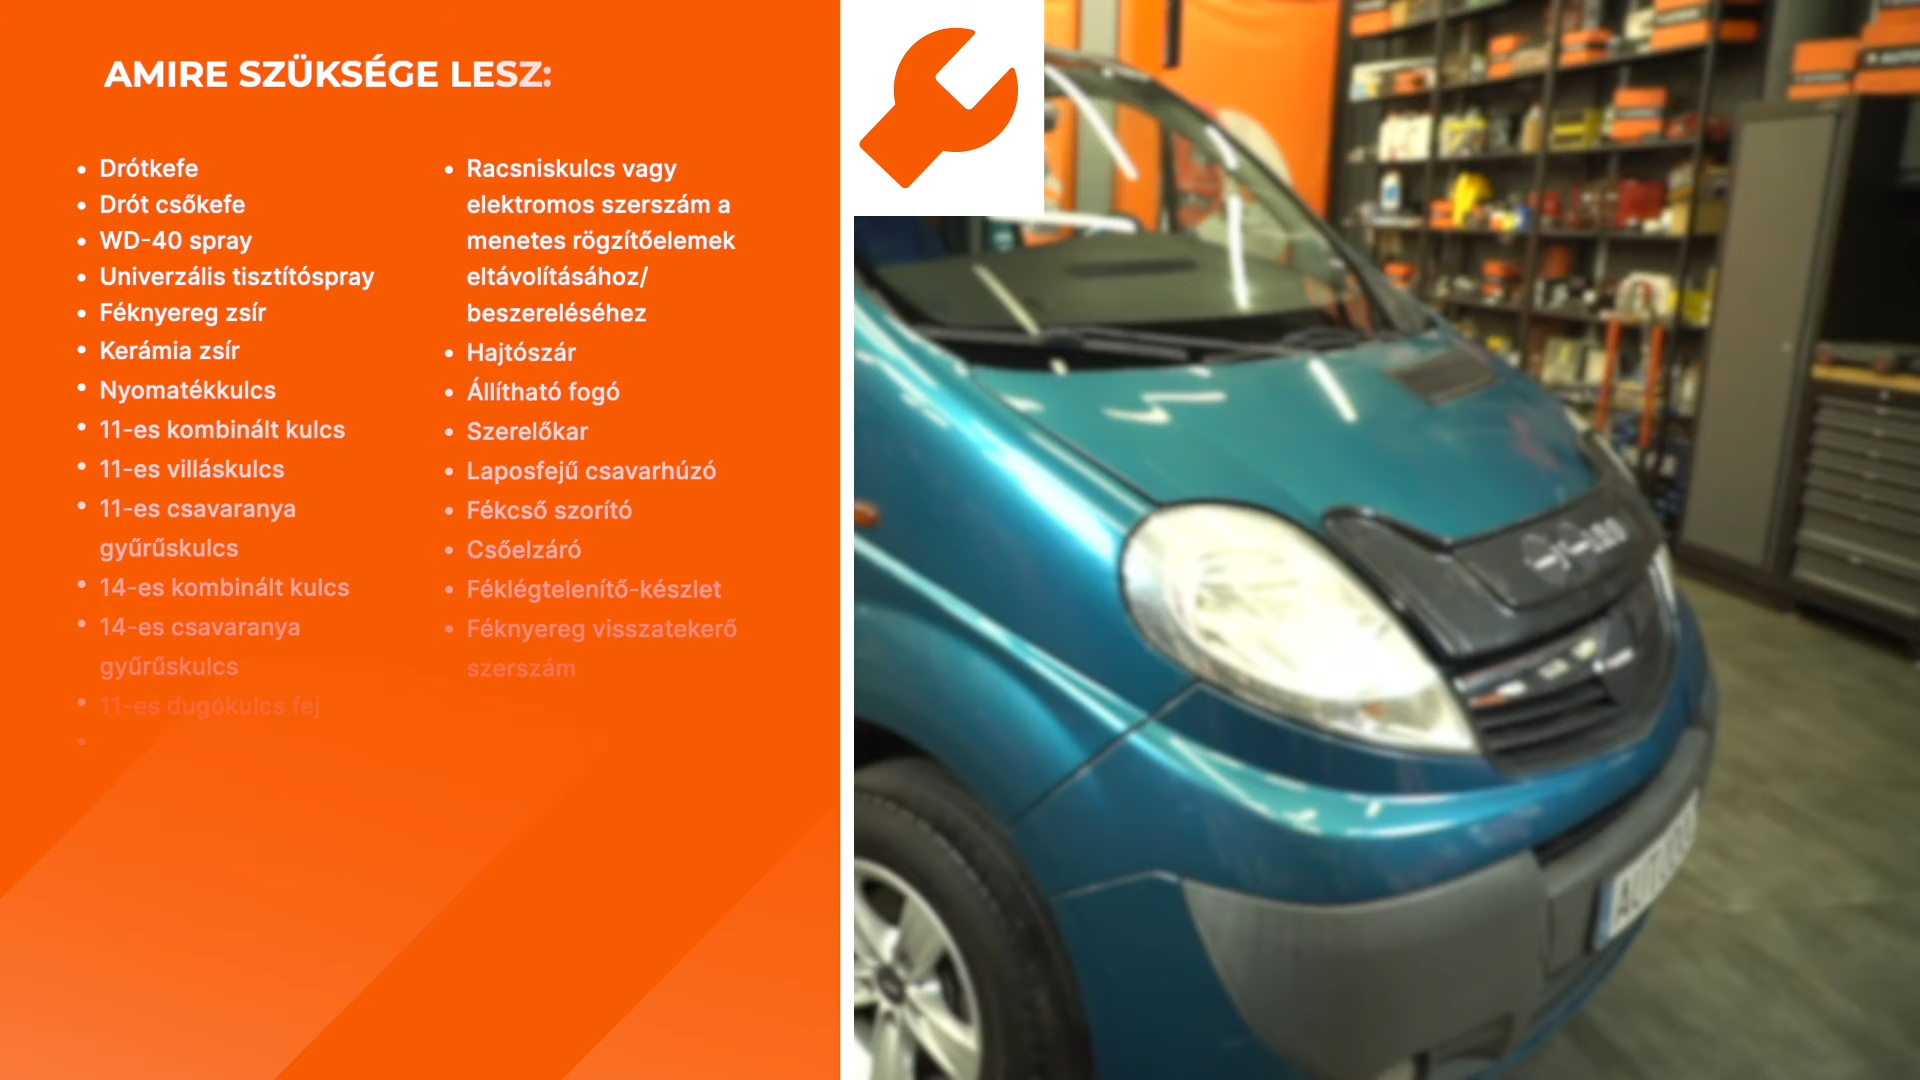 AMIRE SZÜKSÉGE LESZ:
Drótkefe
Drót csőkefe
WD-40 spray
Univerzális tisztítóspray
Féknyereg zsír
Kerámia zsír
Nyomatékkulcs
11-es kombinált kulcs
11-es villáskulcs
11-es csavaranya
gyűrűskulcs
14-es kombinált kulcs
14-es csavaranya
gyűrűskulcs
11-es dugókulcs fej
Racsniskulcs vagy
elektromos szerszám a
menetes rögzítőelemek
eltávolításához/
beszereléséhez
Hajtószár
Állítható fogó
Szerelőkar
Laposfejű csavarhúzó
Fékcső szorító
Csőelzáró
Féklégtelenítő-készlet
Féknyereg visszatekerő
szerszám